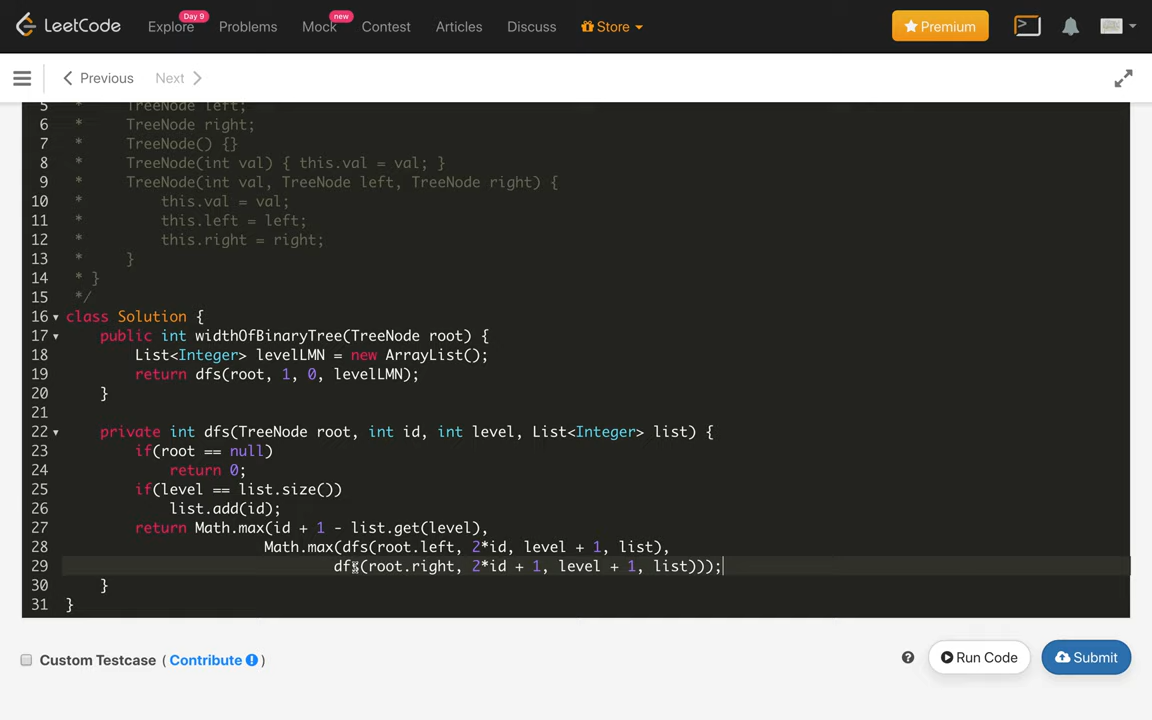 LeetCode Explore Day 9 Problems Mock new Contest Articles Discuss Store Premium
Previous Next
5 * TreeNode left;
6 * TreeNode right;
7 * TreeNode() {}
8 * TreeNode(int val) { this.val = val; }
9 * TreeNode(int val, TreeNode left, TreeNode right) {
10 * this.val = val;
11 * this.left = left;
12 * this.right = right;
13 * }
14 * }
15 */
16 class Solution {
17 public int widthOfBinaryTree(TreeNode root) {
18 List<Integer> levelLMN = new ArrayList();
19 return dfs(root, 1, 0, levelLMN);
20 }
21
22 private int dfs(TreeNode root, int id, int level, List<Integer> list) {
23 if(root == null)
24 return 0;
25 if(level == list.size())
26 list.add(id);
27 return Math.max(id + 1 - list.get(level),
28 Math.max(dfs(root.left, 2*id, level + 1, list),
29 dfs(root.right, 2*id + 1, level + 1, list)));
30 }
31 }
Custom Testcase ( Contribute ) ? Run Code Submit